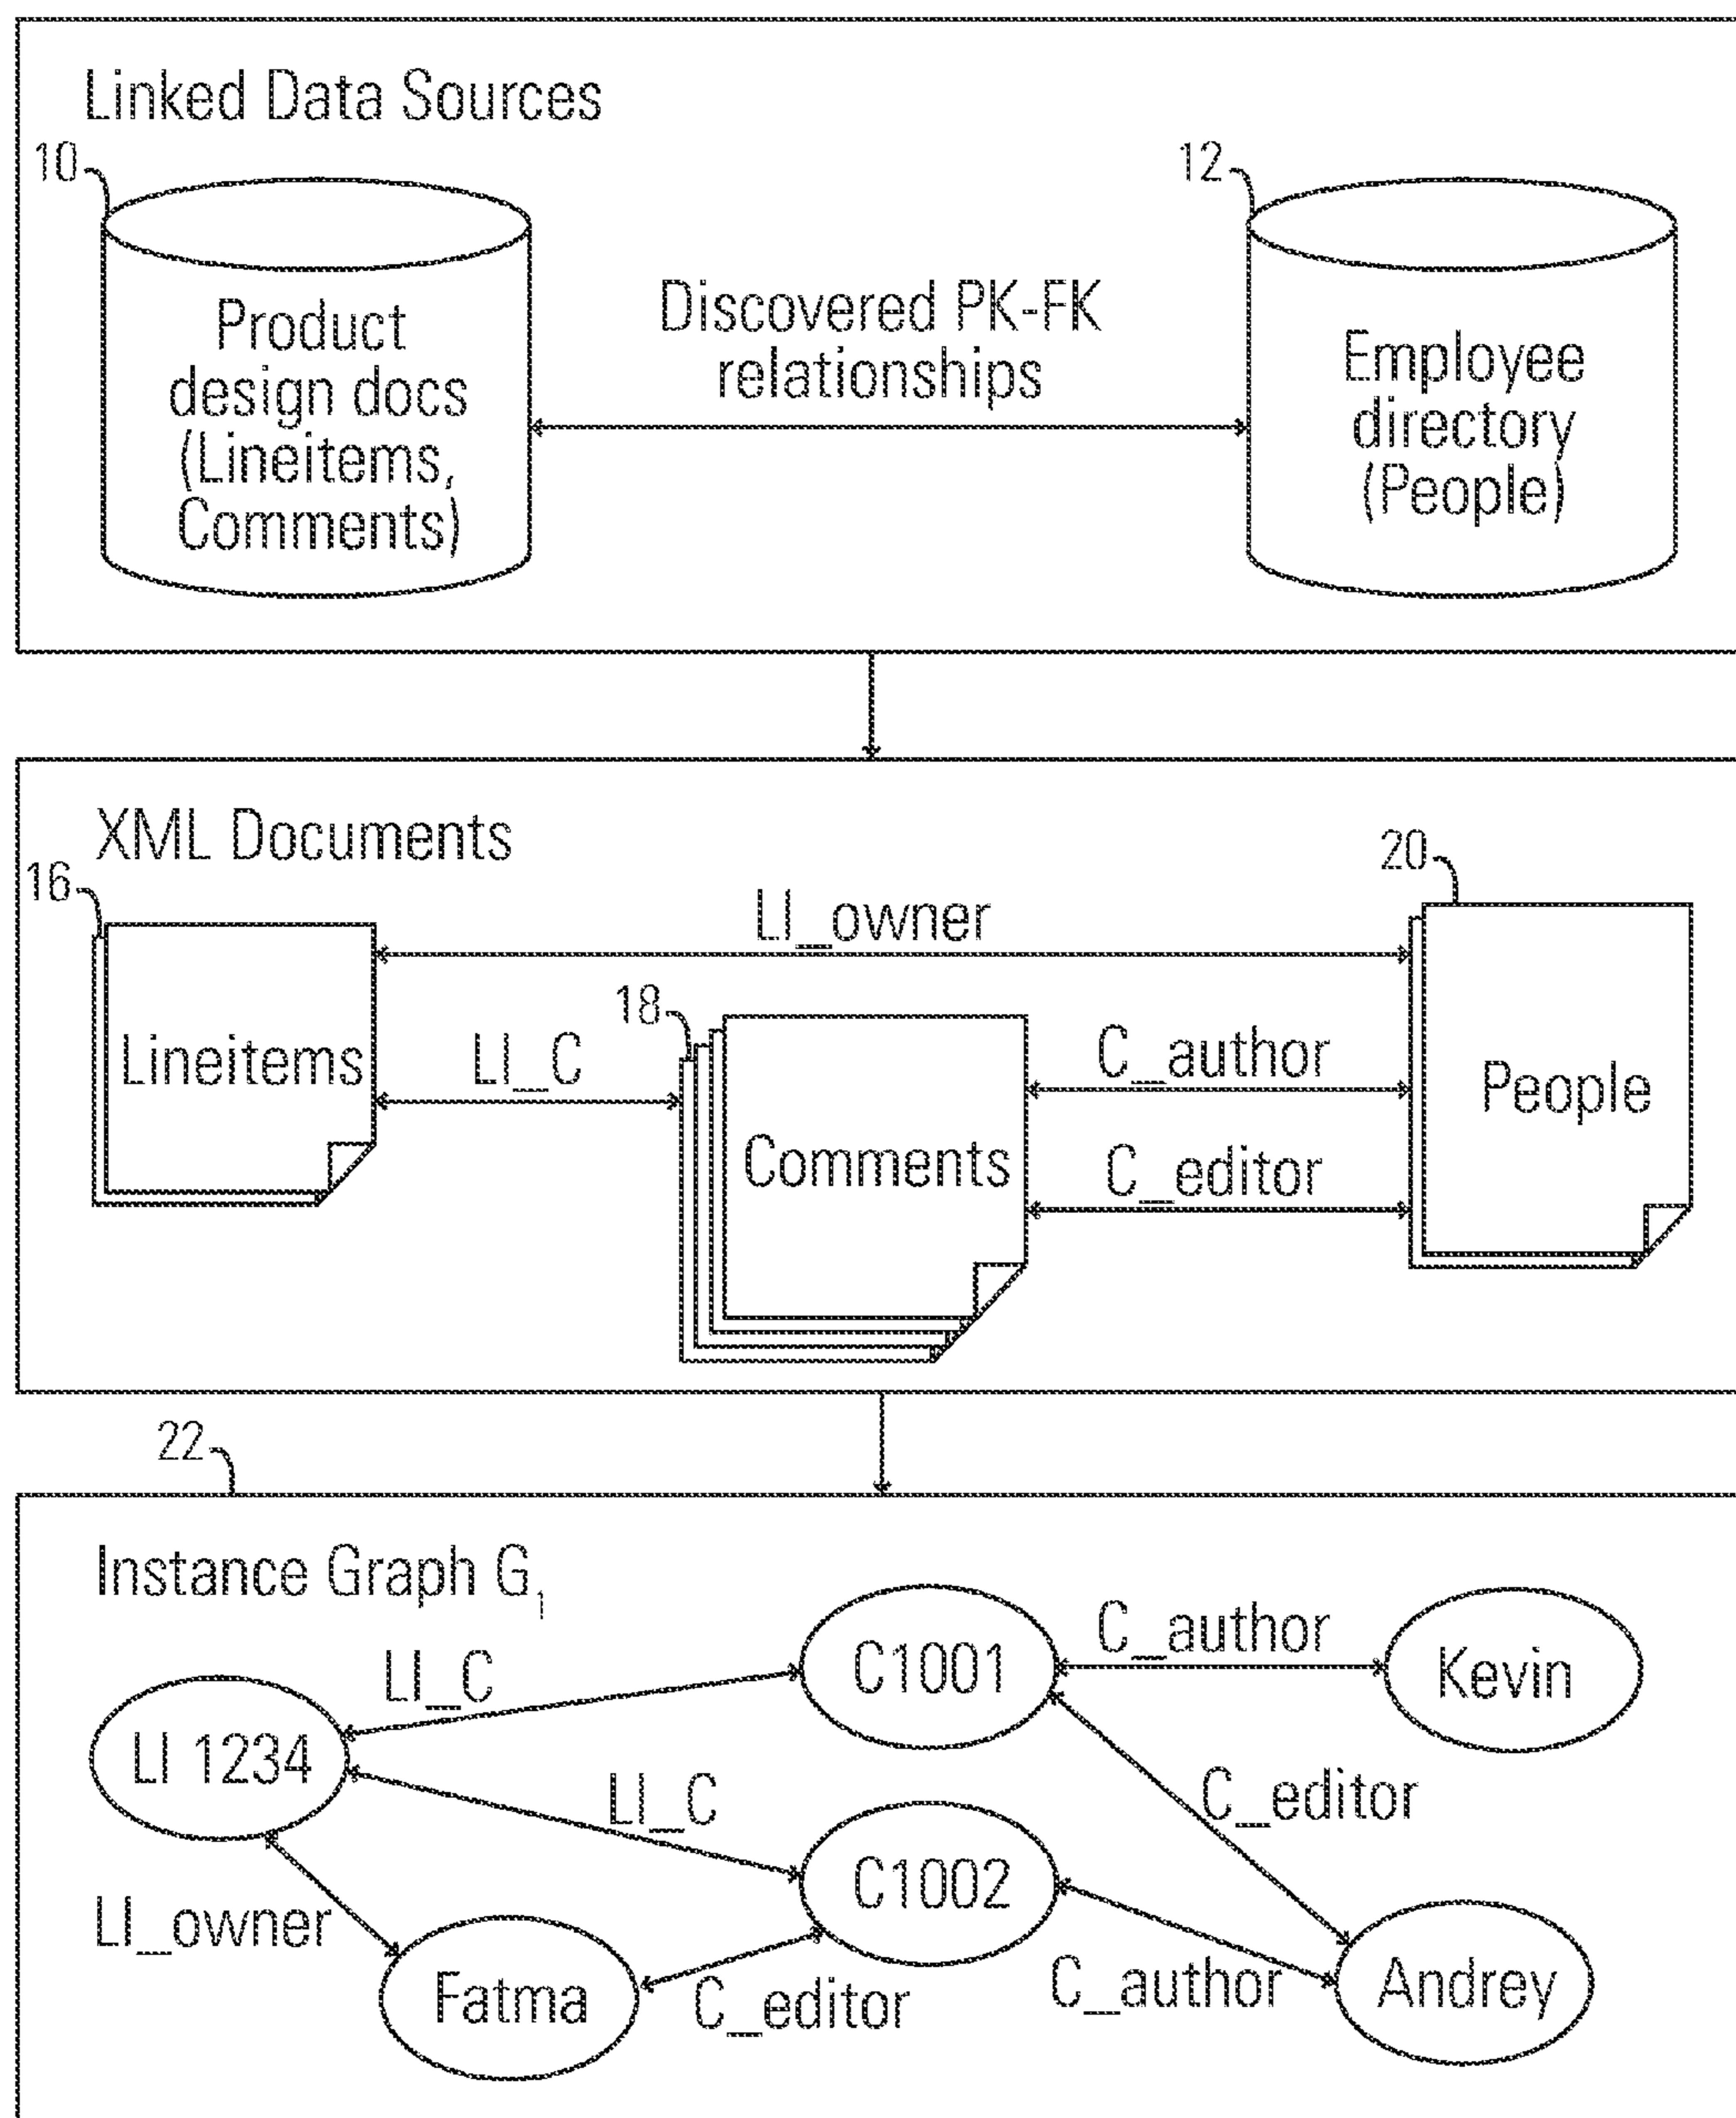 Linked Data Sources
10
12
Product
design docs
(Lineitems,
Comments)
Discovered PK-FK
relationships
Employee
directory
(People)
XML Documents
16
20
LI_owner
18
Lineitems
LI_C
Comments
C_author
People
C_editor
22
Instance Graph G1
C1001
C_author
Kevin
LI_C
LI 1234
LI_C
C_editor
C1002
LI_owner
Fatma
C_editor
C_author
Andrey